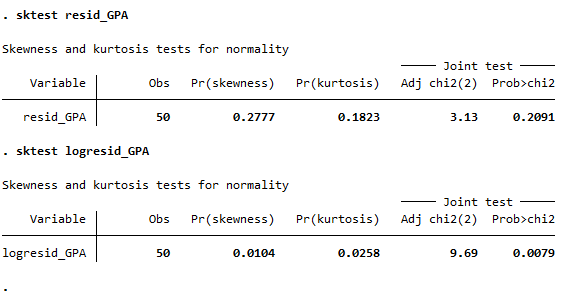 . sktest resid_GPA
Skewness and kurtosis tests for normality
Joint test
Variable Obs Pr(skewness) Pr(kurtosis) Adj chi2(2) Prob>chi2
resid_GPA 50 0.2777 0.1823 3.13 0.2091
. sktest logresid_GPA
Skewness and kurtosis tests for normality
Joint test
Variable Obs Pr(skewness) Pr(kurtosis) Adj chi2(2) Prob>chi2
logresid_GPA 50 0.0104 0.0258 9.69 0.0079
.